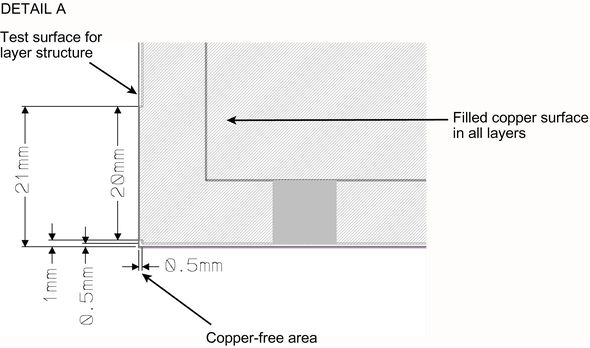 DETAIL A
Test surface for
layer structure
Filled copper surface
in all layers
21mm
20mm
1mm
0.5mm
0.5mm
Copper-free area